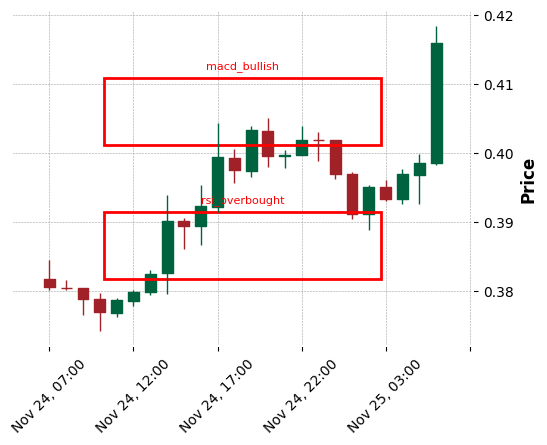 0.42
macd_bullish
0.41
0.40
Price
rsi_overbought
0.39
0.38
Nov 24, 07:00
Nov 24, 12:00
Nov 24, 17:00
Nov 24, 22:00
Nov 25, 03:00